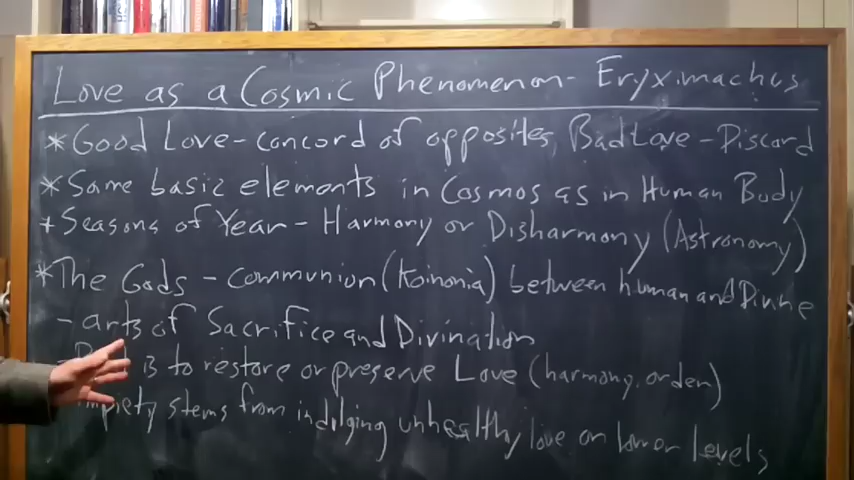 Love as a Cosmic Phenomenon - Eryximachus
* Good Love - concord of opposites, Bad Love - Discord
* Same basic elements in Cosmos as in Human Body
+ Seasons of Year - Harmony or Disharmony (Astronomy)
* The Gods - communion (Koinonia) between human and Divine
- arts of Sacrifice and Divination
- is to restore or preserve Love (harmony, order)
impiety stems from indulging unhealthy love on lower levels